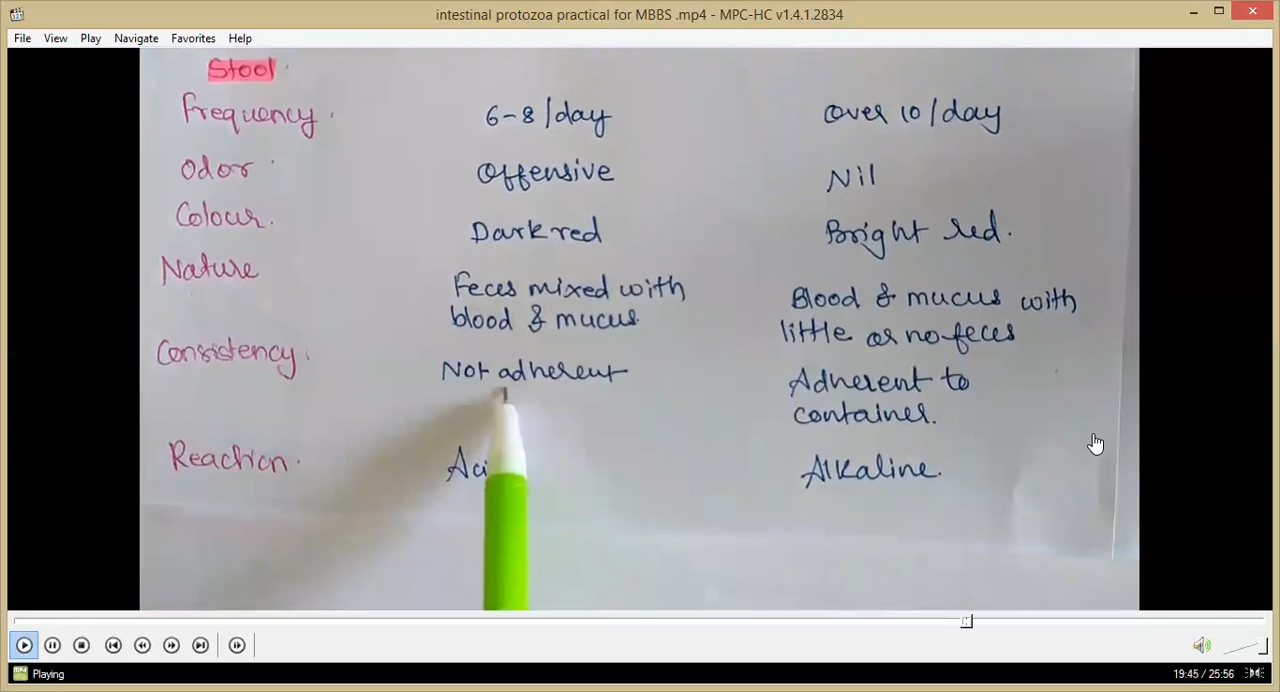 intestinal protozoa practical for MBBS .mp4 - MPC-HC v1.4.1.2834
File View Play Navigate Favorites Help
Stool
Frequency 6-8/day Over 10/day
Odor Offensive Nil
Colour. Dark red Bright red.
Nature Feces mixed with blood & mucus Blood & mucus with little or no feces
Consistency. Not adherent Adherent to container.
Reaction. Aci Alkaline.
Playing 19:45 / 25:56